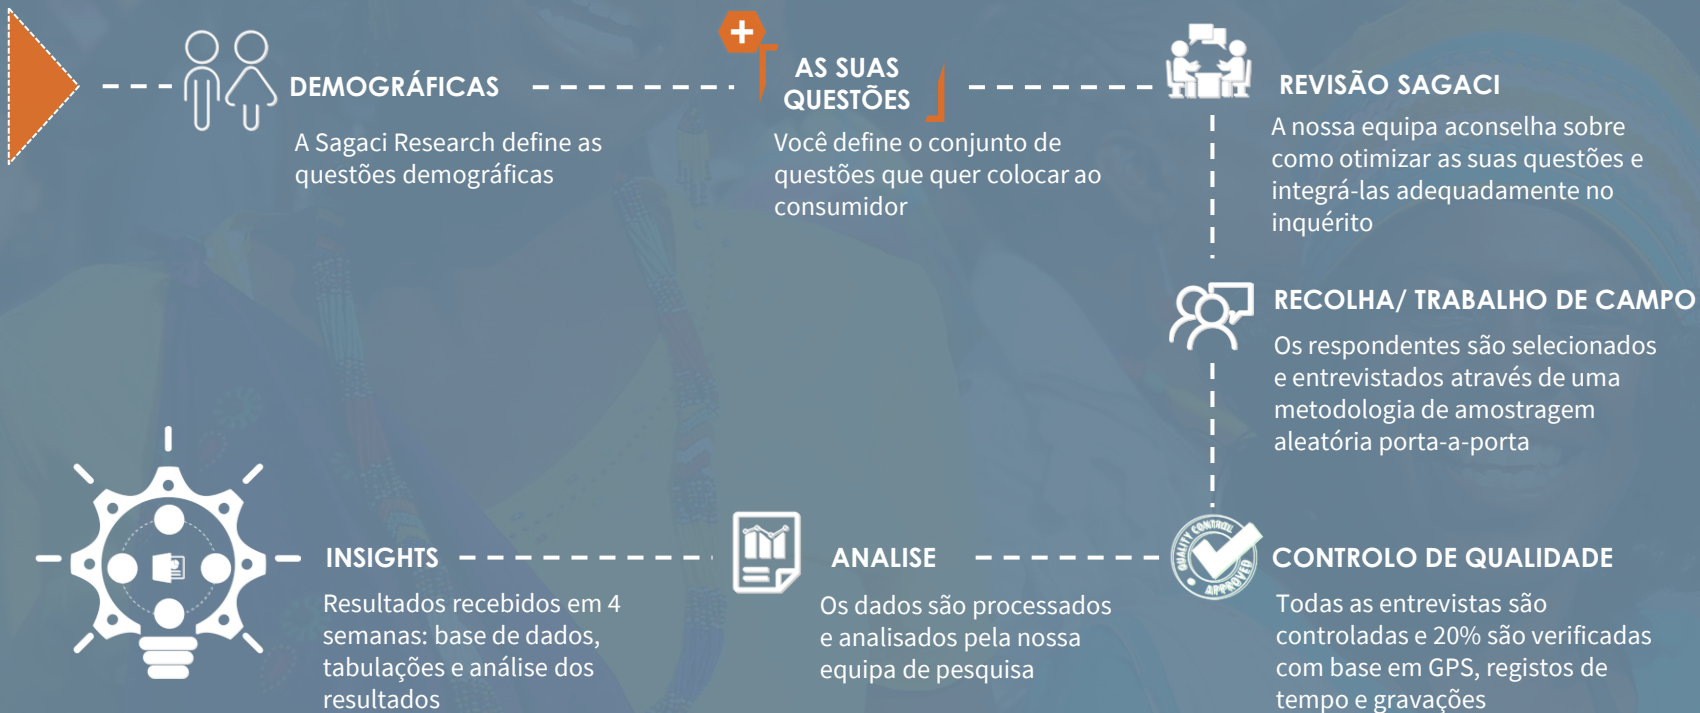 DEMOGRÁFICAS
A Sagaci Research define as
questões demográficas
AS SUAS
QUESTÕES
Você define o conjunto de
questões que quer colocar ao
consumidor
REVISÃO SAGACI
A nossa equipa aconselha sobre
como otimizar as suas questões e
integrá-las adequadamente no
inquérito
RECOLHA/ TRABALHO DE CAMPO
Os respondentes são selecionados
e entrevistados através de uma
metodologia de amostragem
aleatória porta-a-porta
QUALITY CONTROL
APPROVED
CONTROLO DE QUALIDADE
Todas as entrevistas são
controladas e 20% são verificadas
com base em GPS, registos de
tempo e gravações
ANALISE
Os dados são processados
e analisados pela nossa
equipa de pesquisa
INSIGHTS
Resultados recebidos em 4
semanas: base de dados,
tabulações e análise dos
resultados